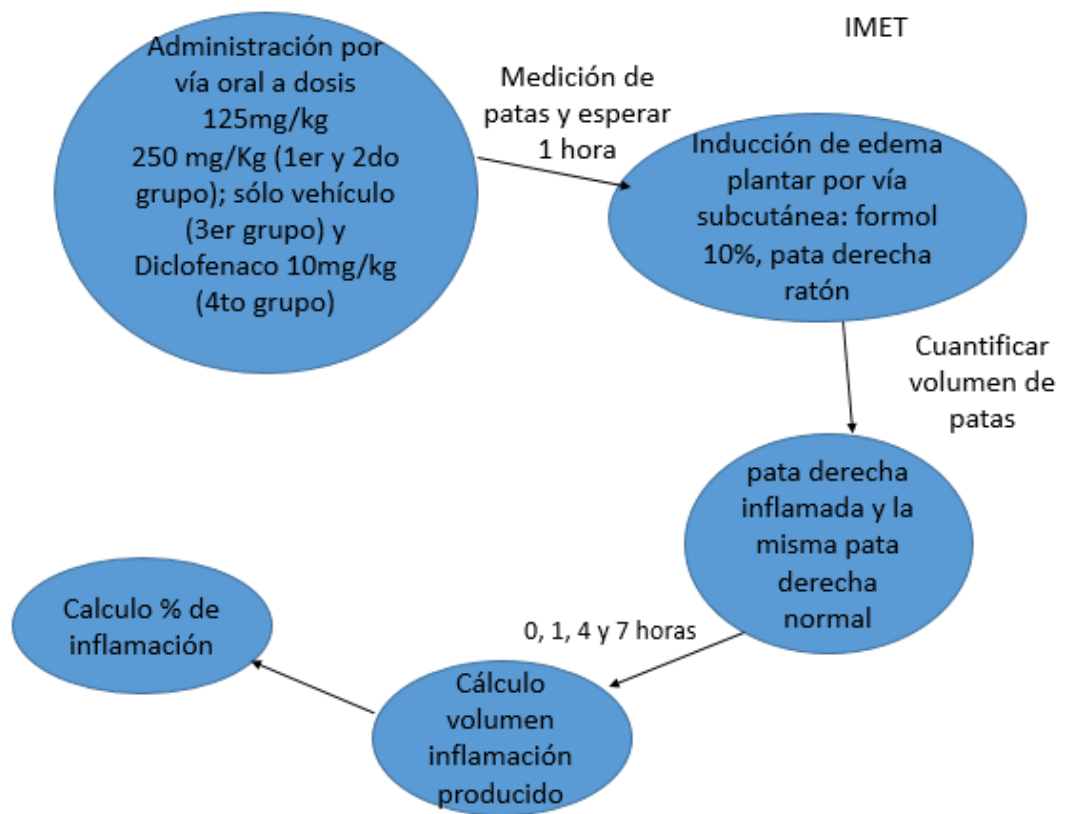 IMET
Administración por
vía oral a dosis
125mg/kg
250 mg/Kg (1er y 2do
grupo); sólo vehículo
(3er grupo) y
Diclofenaco 10mg/kg
(4to grupo)
Medición de
patas y esperar
1 hora
Inducción de edema
plantar por vía
subcutánea: formol
10%, pata derecha
ratón
Cuantificar
volumen de
patas
pata derecha
inflamada y la
misma pata
derecha
normal
0, 1, 4 y 7 horas
Cálculo
volumen
inflamación
producido
Calculo % de
inflamación